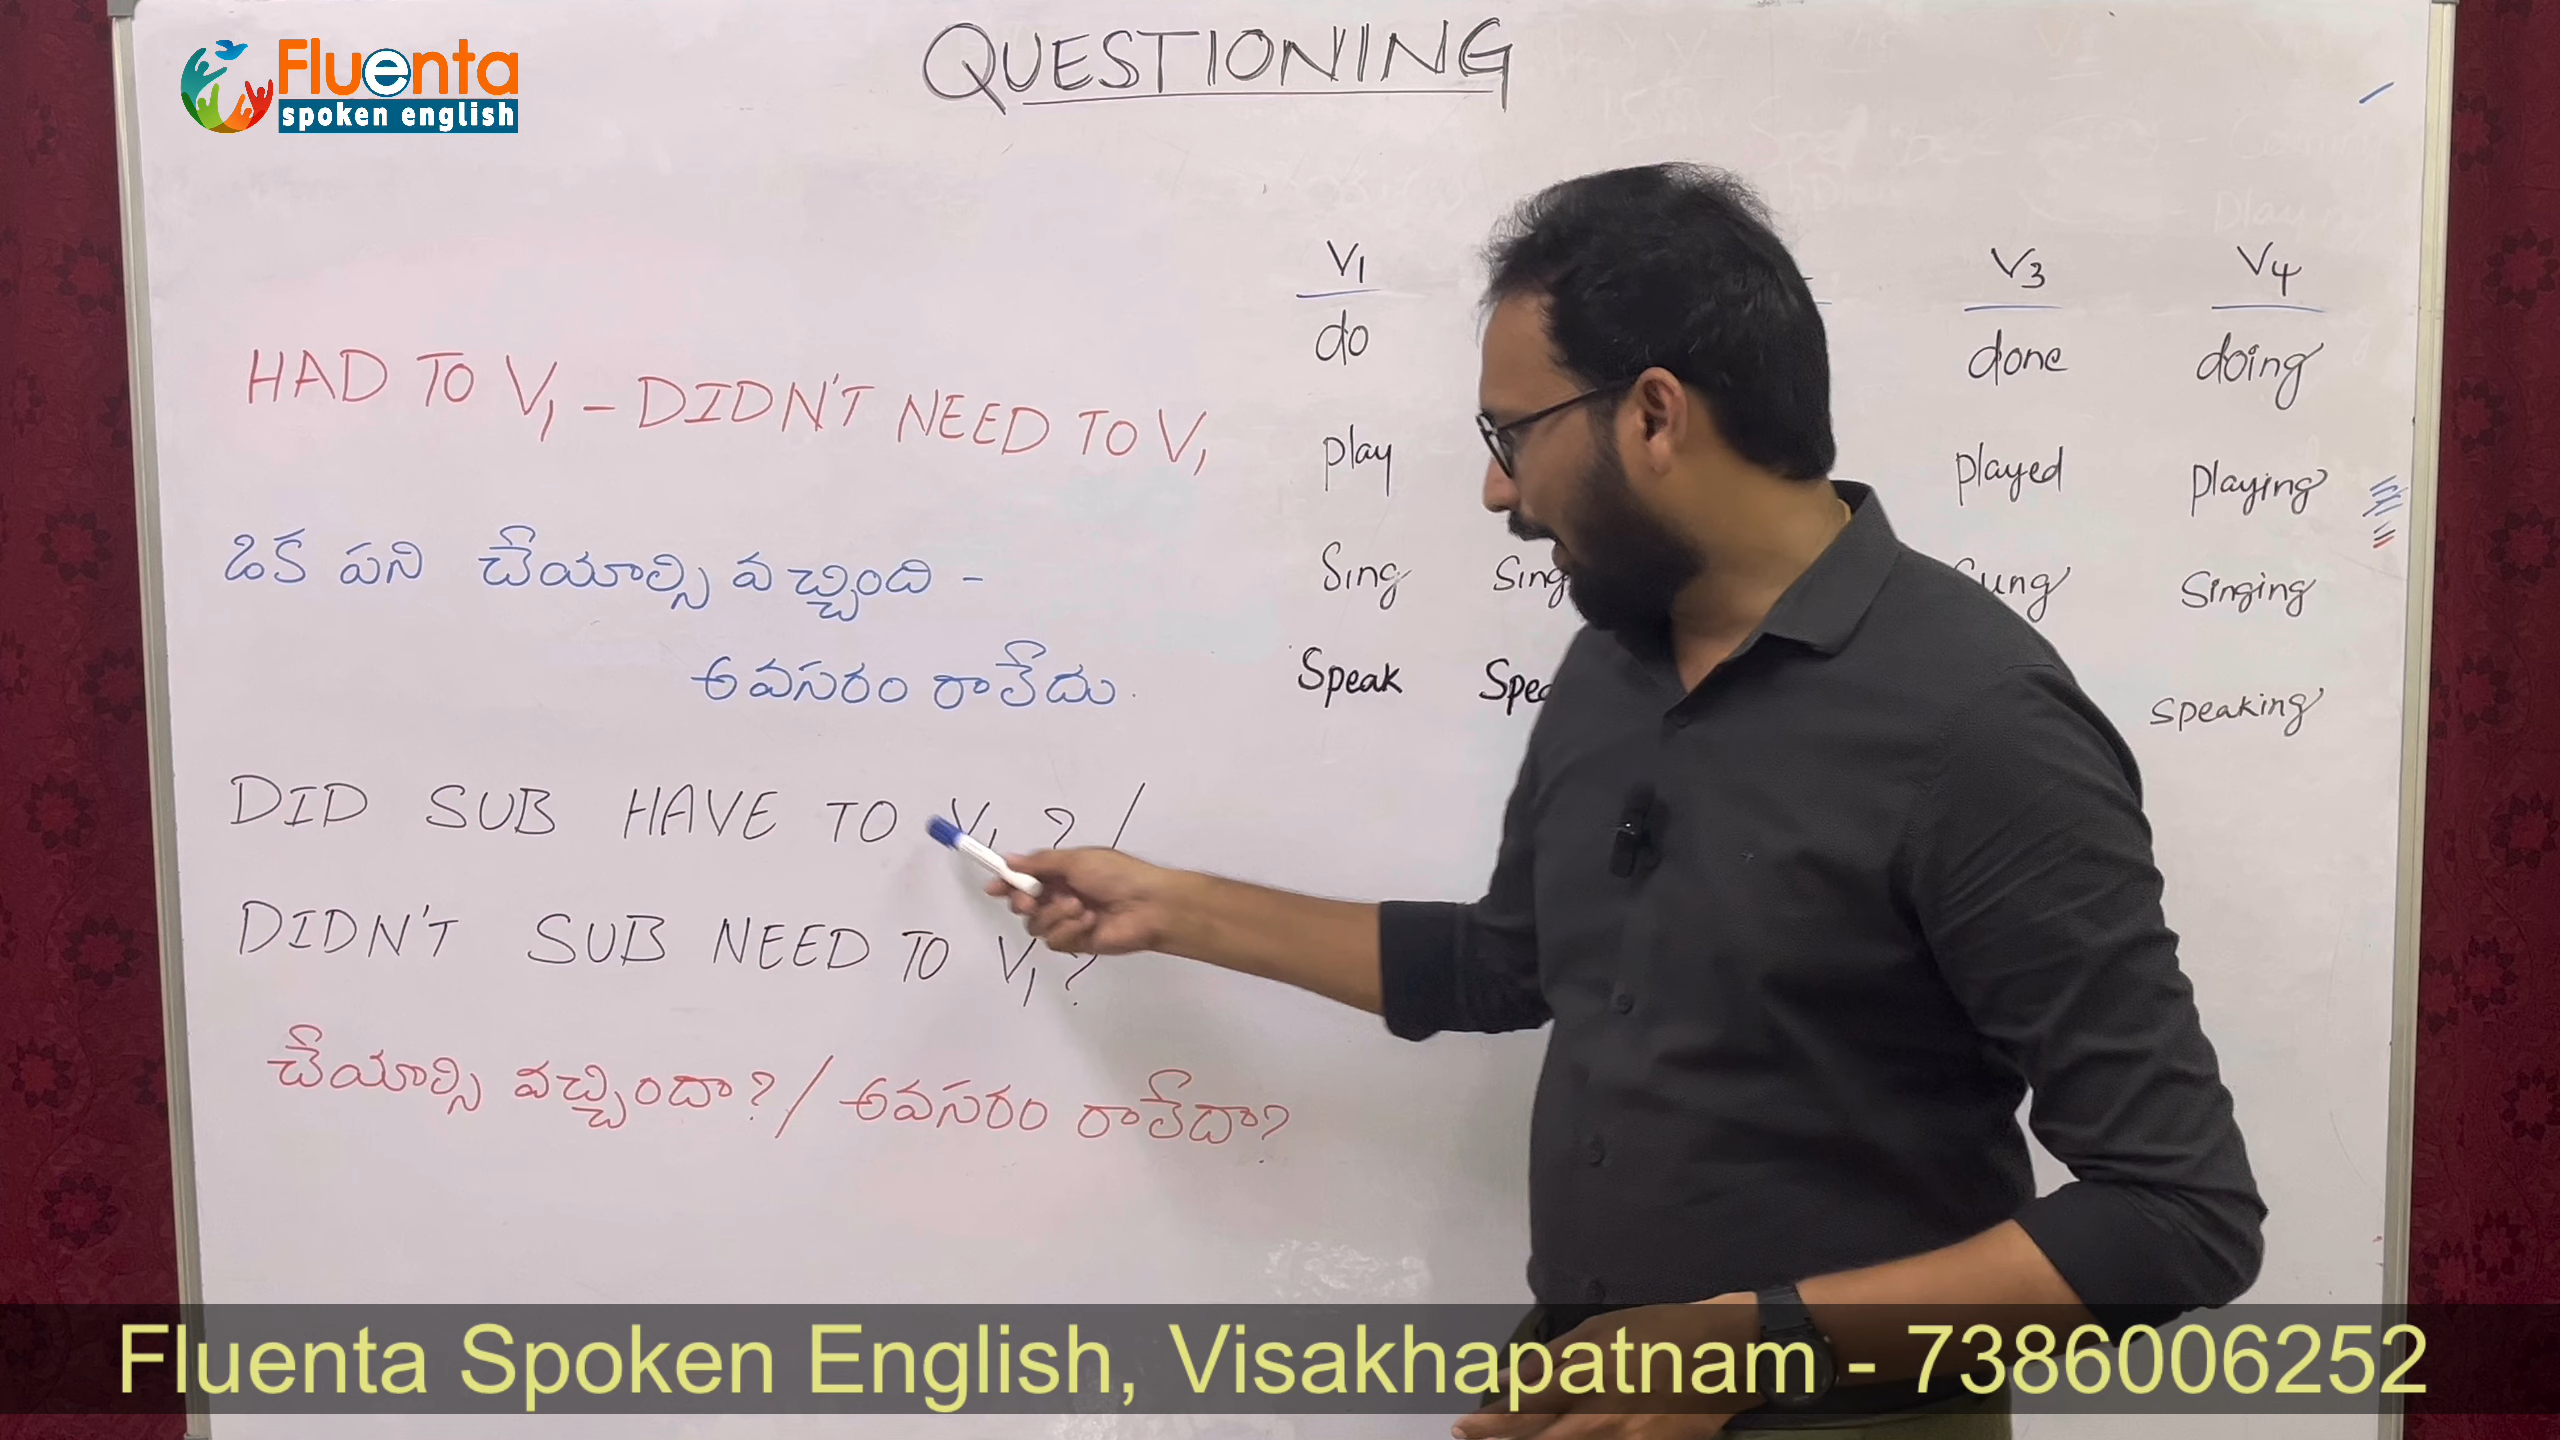 Fluenta
spoken english
QUESTIONING
HAD TO V1 - DIDN'T NEED TO V1
ఒక పని చేయాల్సి వచ్చింది -
అవసరం రాలేదు.
DID SUB HAVE TO V1 ? /
DIDN'T SUB NEED TO V1 ?
చేయాల్సి వచ్చిందా? / అవసరం రాలేదా?
V1 V3 V4
do done doing
play played playing
Sing Sing singing
Speak speaking
Fluenta Spoken English, Visakhapatnam - 7386006252